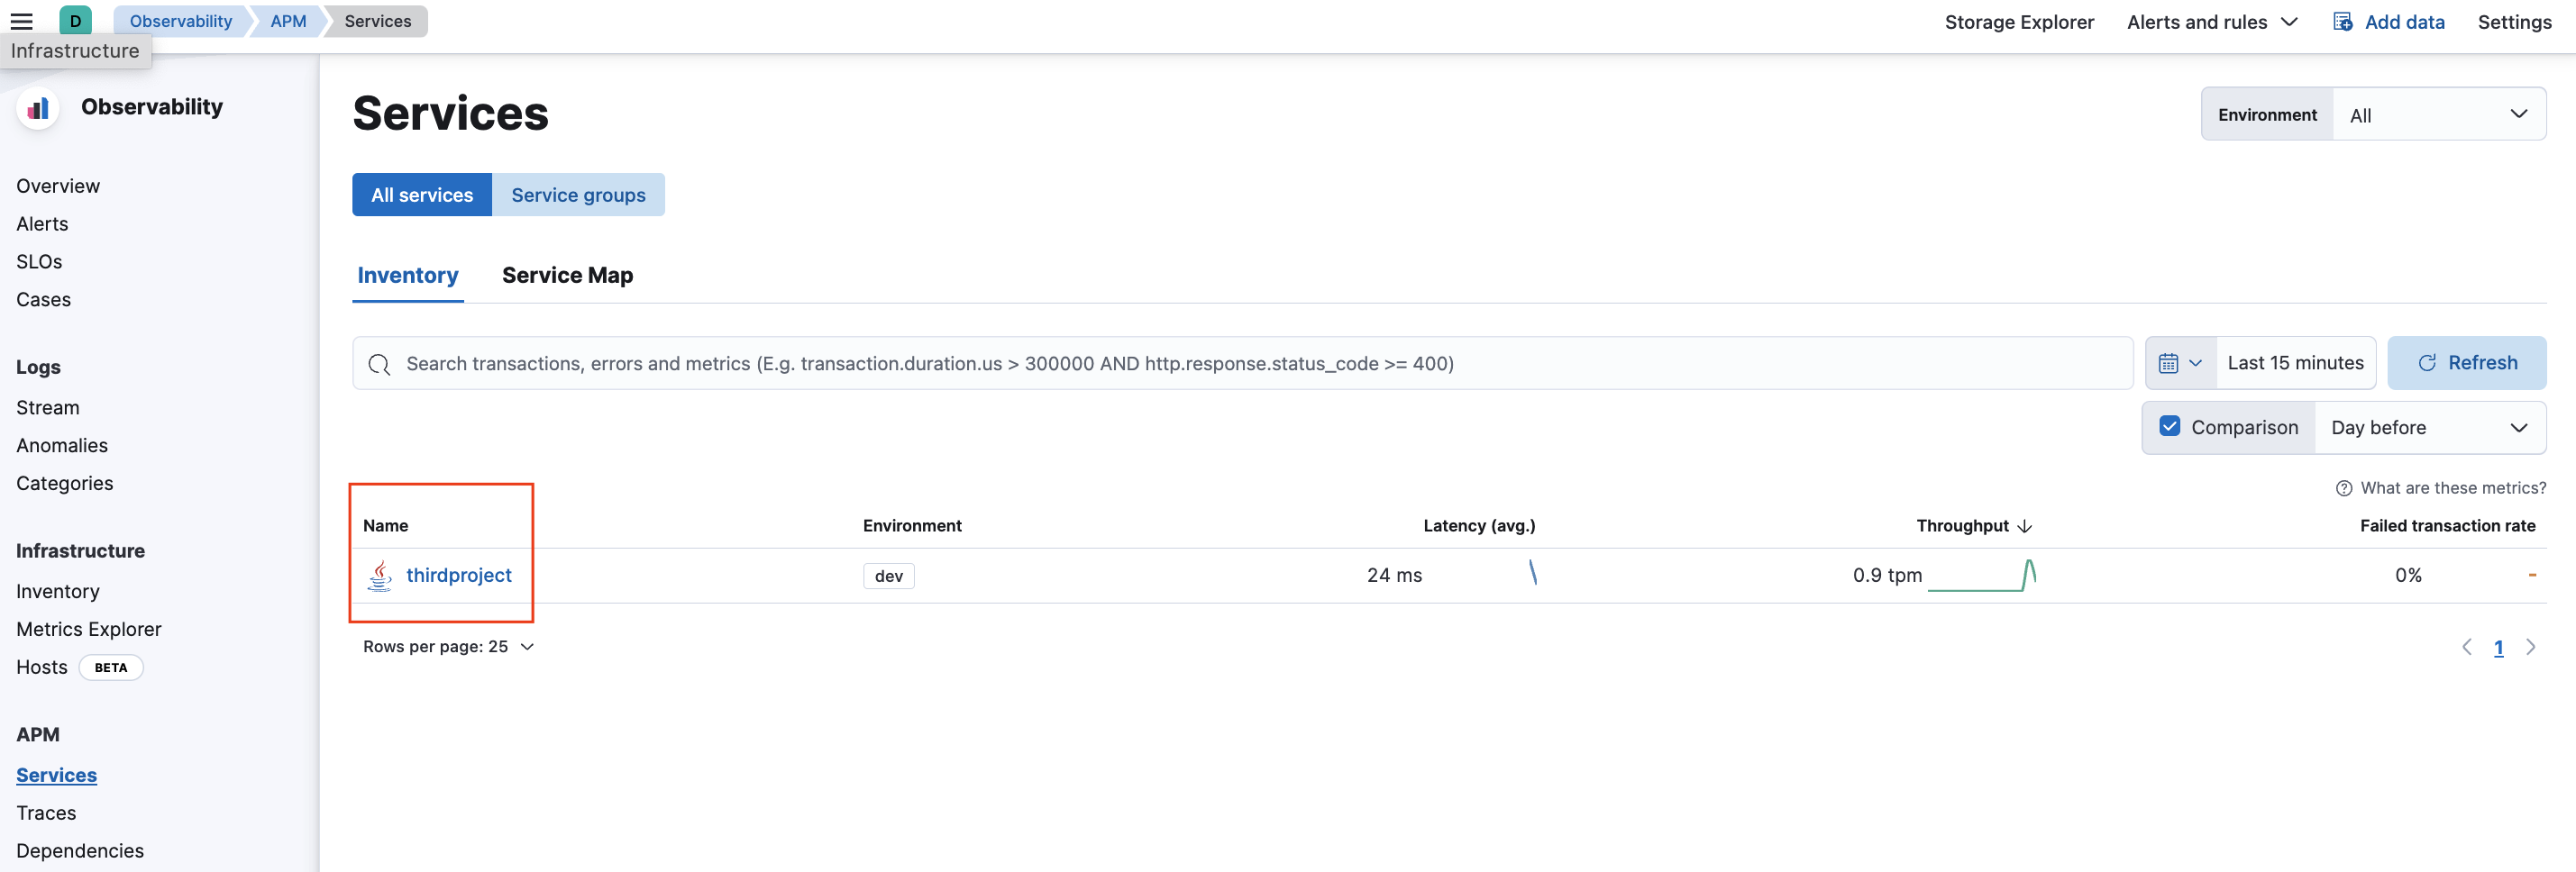 D Observability APM Services Storage Explorer Alerts and rules Add data Settings
Infrastructure
Observability
Overview
Alerts
SLOs
Cases
Logs
Stream
Anomalies
Categories
Infrastructure
Inventory
Metrics Explorer
Hosts BETA
APM
Services
Traces
Dependencies
Services
Environment All
All services Service groups
Inventory Service Map
Search transactions, errors and metrics (E.g. transaction.duration.us > 300000 AND http.response.status_code >= 400) Last 15 minutes Refresh
Comparison Day before
What are these metrics?
Name Environment Latency (avg.) Throughput Failed transaction rate
thirdproject dev 24 ms 0.9 tpm 0% -
Rows per page: 25 1